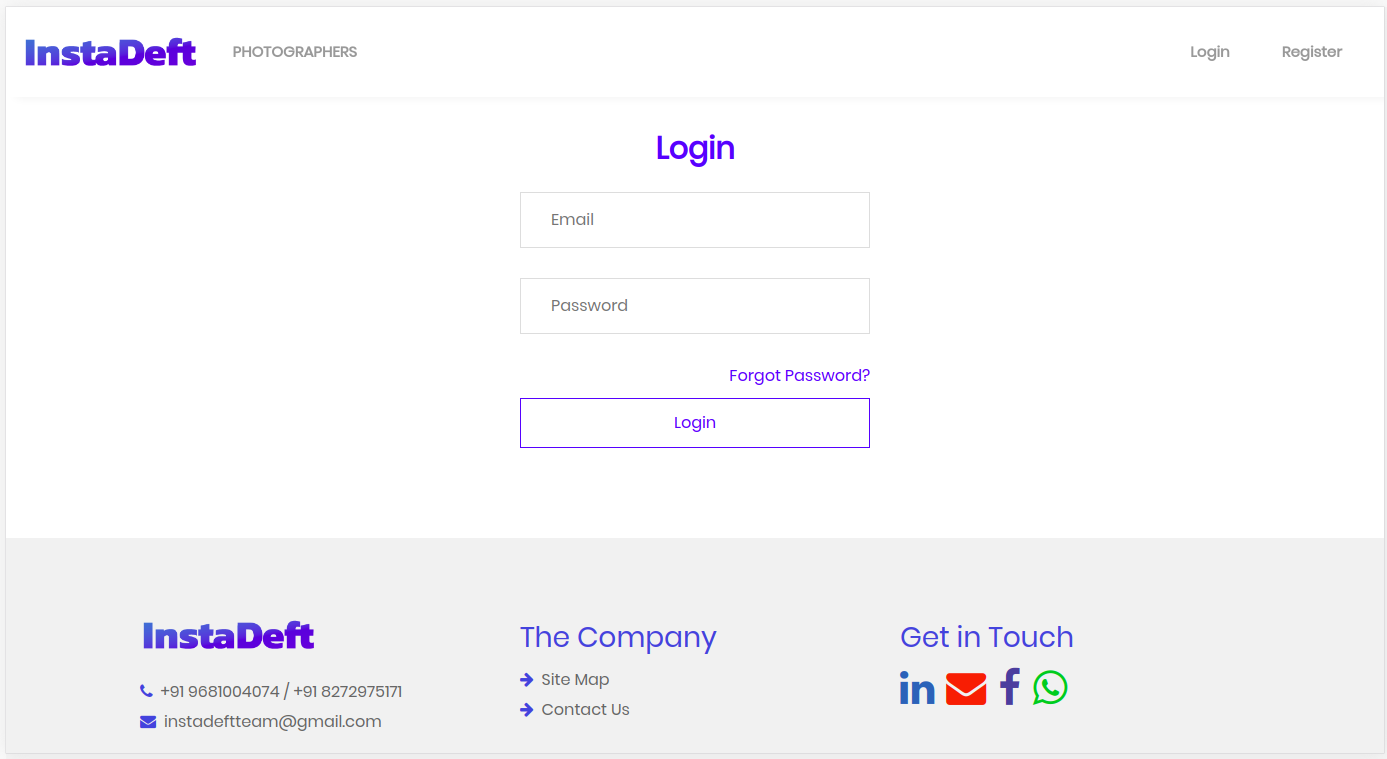 InstaDeft PHOTOGRAPHERS Login Register
Login
Email
Password
Forgot Password?
Login
InstaDeft
+91 9681004074 / +91 8272975171
instadeftteam@gmail.com
The Company
Site Map
Contact Us
Get in Touch
in f